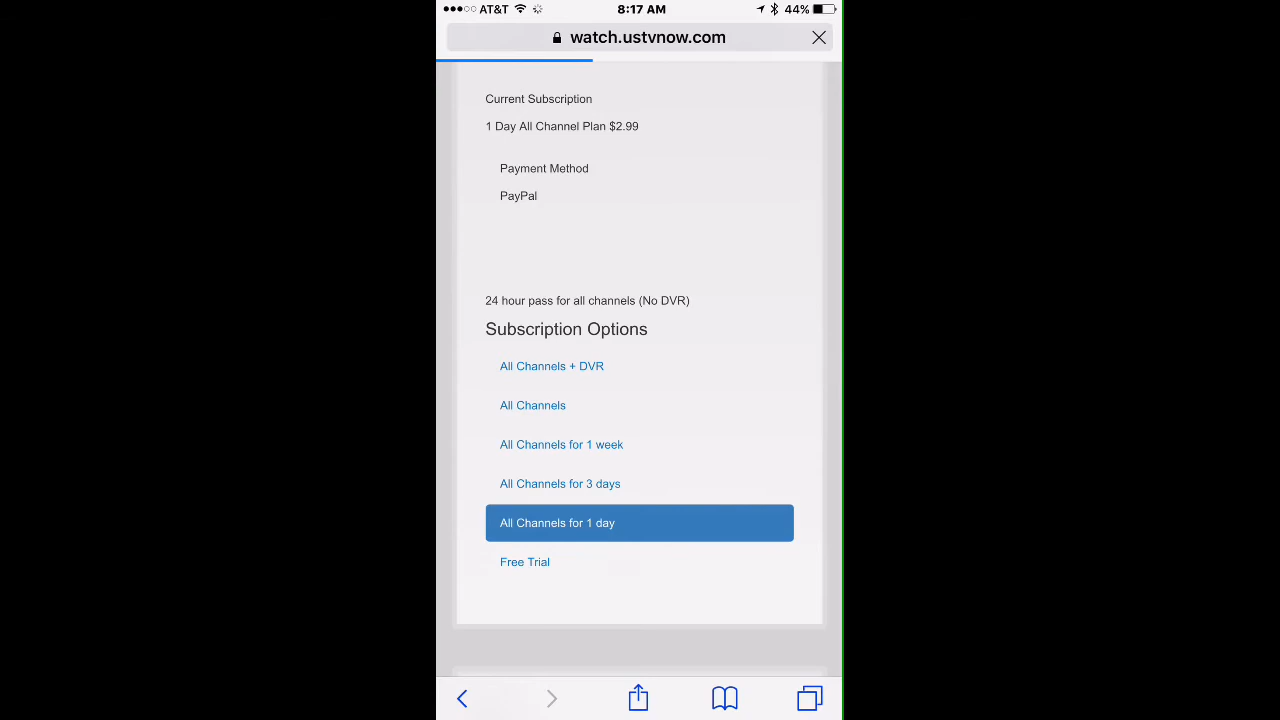 AT&T 8:17 AM 44%
watch.ustvnow.com
Current Subscription
1 Day All Channel Plan $2.99
Payment Method
PayPal
24 hour pass for all channels (No DVR)
Subscription Options
All Channels + DVR
All Channels
All Channels for 1 week
All Channels for 3 days
All Channels for 1 day
Free Trial